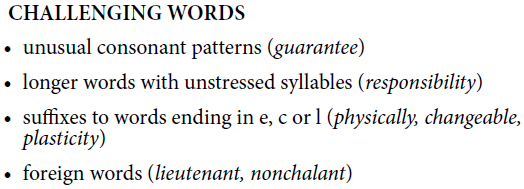 CHALLENGING WORDS
• unusual consonant patterns (guarantee)
• longer words with unstressed syllables (responsibility)
• suffixes to words ending in e, c or l (physically, changeable,
plasticity)
• foreign words (lieutenant, nonchalant)